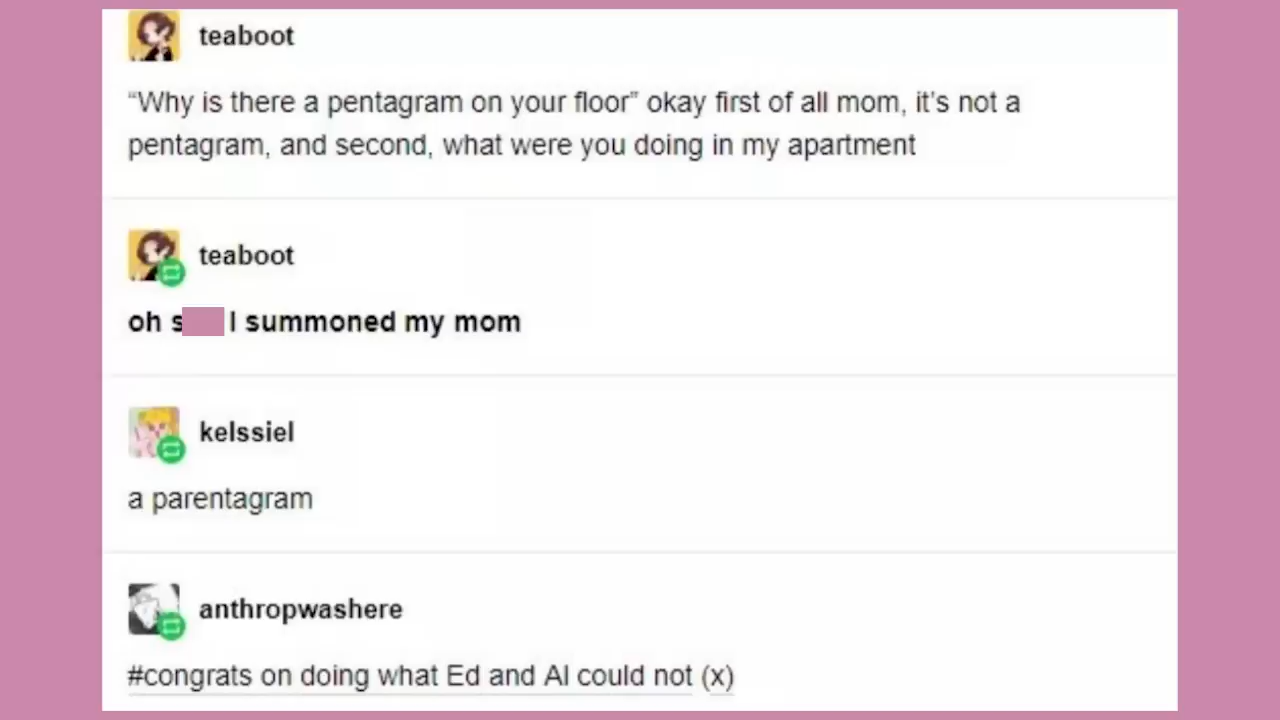 teaboot
“Why is there a pentagram on your floor” okay first of all mom, it’s not a
pentagram, and second, what were you doing in my apartment
teaboot
oh s I summoned my mom
kelssiel
a parentagram
anthropwashere
#congrats on doing what Ed and Al could not (x)